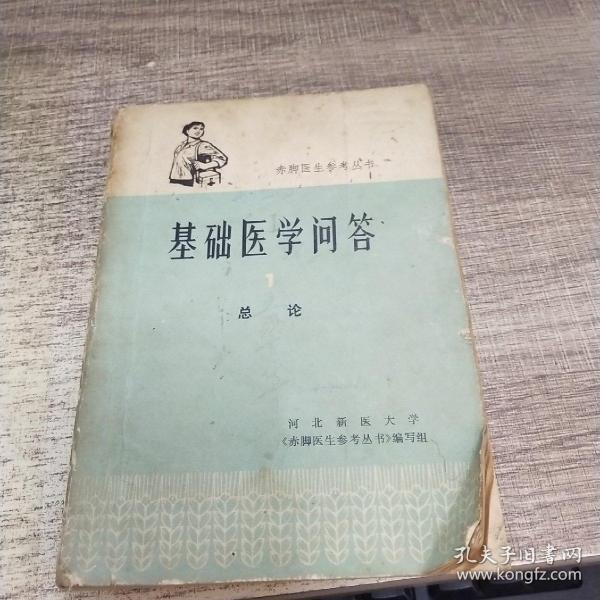 赤脚医生参考丛书
基础医学问答
1
总论
河北新医大学
《赤脚医生参考丛书》编写组
孔夫子旧书网
www.kongfz.com